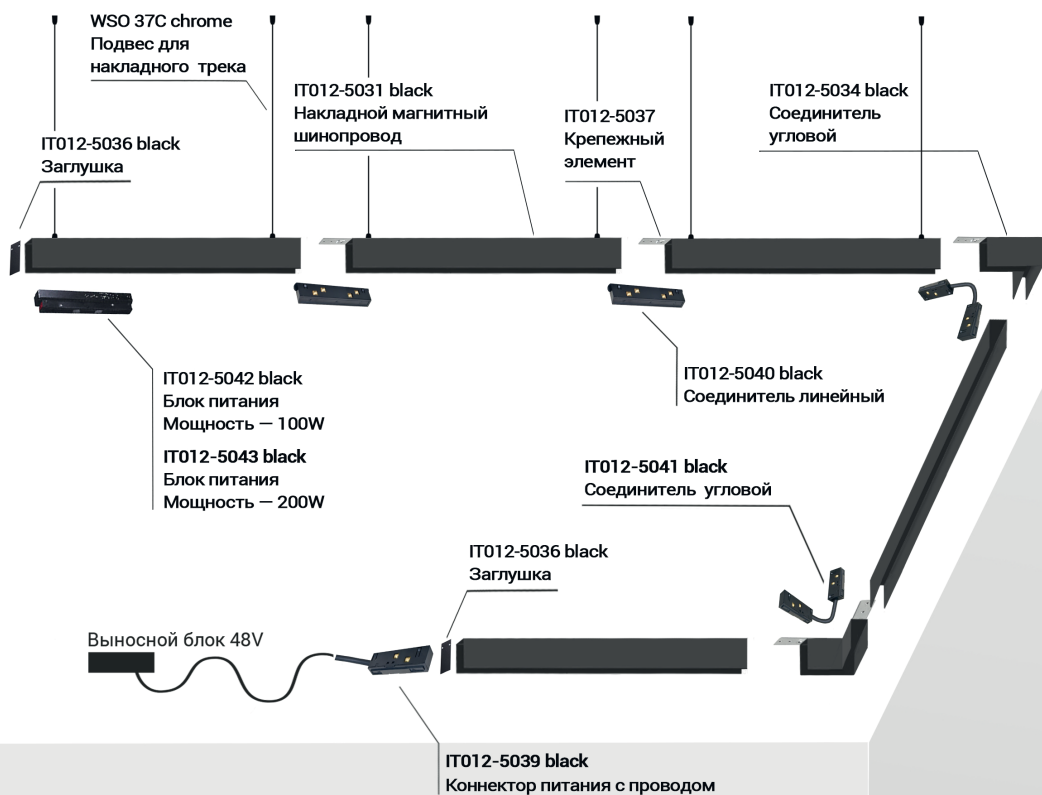 WSO 37C chrome
Подвес для
накладного трека
IT012-5031 black
Накладной магнитный
шинопровод
IT012-5037
Крепежный
элемент
IT012-5034 black
Соединитель
угловой
IT012-5036 black
Заглушка
IT012-5042 black
Блок питания
Мощность — 100W
IT012-5043 black
Блок питания
Мощность — 200W
IT012-5040 black
Соединитель линейный
IT012-5041 black
Соединитель угловой
IT012-5036 black
Заглушка
Выносной блок 48V
IT012-5039 black
Коннектор питания с проводом